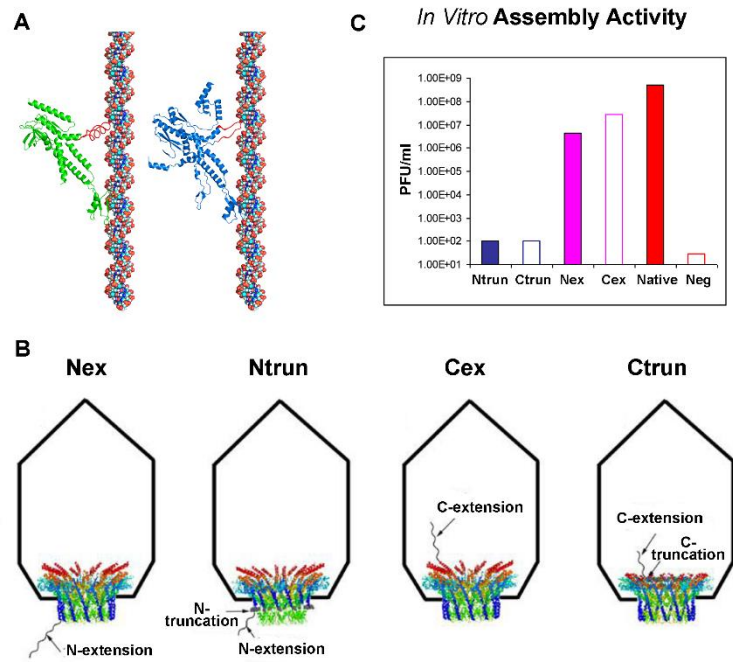 A
C
In Vitro Assembly Activity
PFU/ml
1.00E+09
1.00E+08
1.00E+07
1.00E+06
1.00E+05
1.00E+04
1.00E+03
1.00E+02
1.00E+01
Ntrun Ctrun Nex Cex Native Neg
B
Nex Ntrun Cex Ctrun
C-extension
C-extension
C-
truncation
N-
truncation
N-extension
N-extension